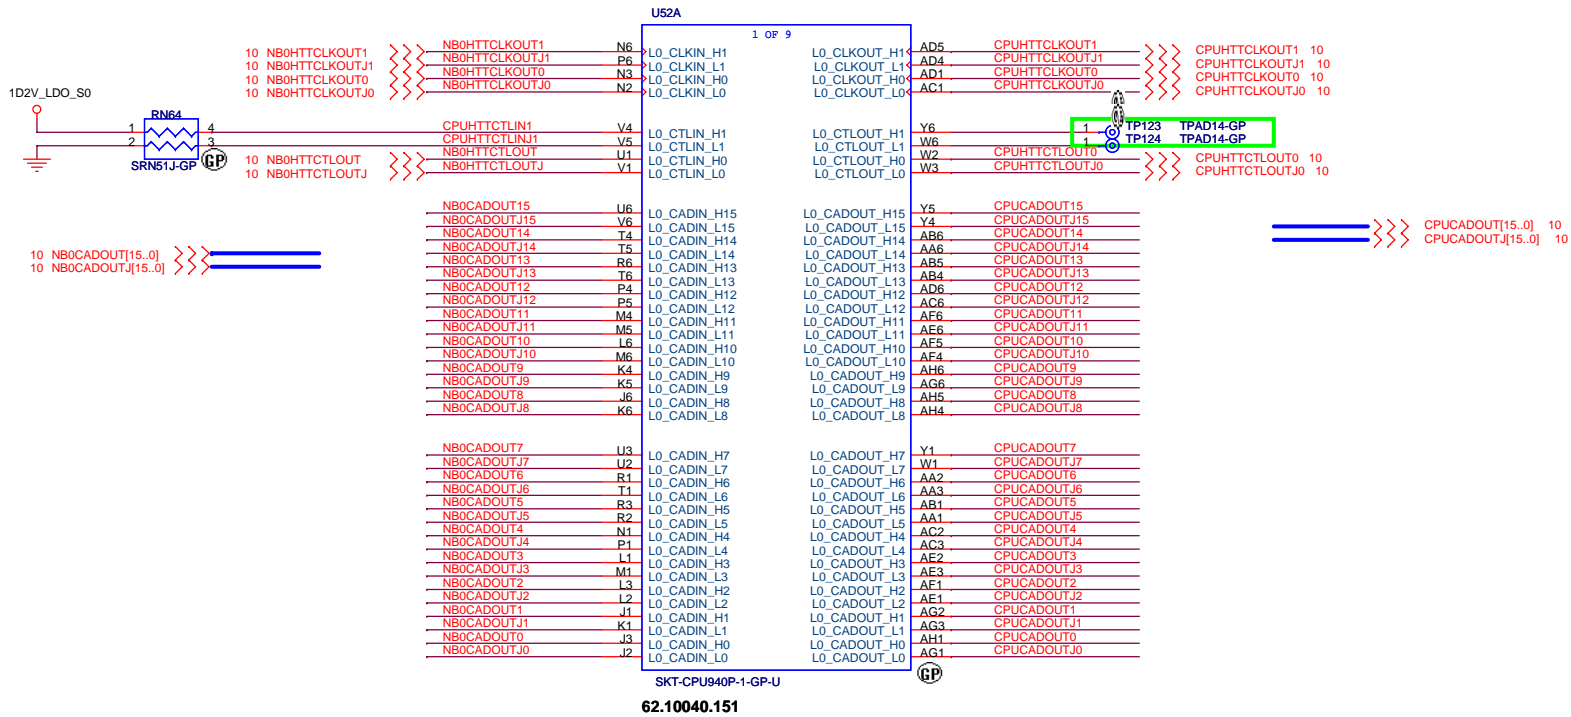 U52A
1 OF 9
10 NB0HTTCLKOUT1 NB0HTTCLKOUT1 N6 L0_CLKIN_H1 L0_CLKOUT_H1 AD5 CPUHTTCLKOUT1 CPUHTTCLKOUT1 10
10 NB0HTTCLKOUTJ1 NB0HTTCLKOUTJ1 P6 L0_CLKIN_L1 L0_CLKOUT_L1 AD4 CPUHTTCLKOUTJ1 CPUHTTCLKOUTJ1 10
10 NB0HTTCLKOUT0 NB0HTTCLKOUT0 N3 L0_CLKIN_H0 L0_CLKOUT_H0 AD1 CPUHTTCLKOUT0 CPUHTTCLKOUT0 10
10 NB0HTTCLKOUTJ0 NB0HTTCLKOUTJ0 N2 L0_CLKIN_L0 L0_CLKOUT_L0 AC1 CPUHTTCLKOUTJ0 CPUHTTCLKOUTJ0 10
1D2V_LDO_S0
RN64
1 4 CPUHTTCTLIN1 V4 L0_CTLIN_H1 L0_CTLOUT_H1 Y6 1 TP123 TPAD14-GP
2 3 CPUHTTCTLINJ1 V5 L0_CTLIN_L1 L0_CTLOUT_L1 W6 1 TP124 TPAD14-GP
SRN51J-GP GP
10 NB0HTTCTLOUT NB0HTTCTLOUT U1 L0_CTLIN_H0 L0_CTLOUT_H0 W2 CPUHTTCTLOUT0 CPUHTTCTLOUT0 10
10 NB0HTTCTLOUTJ NB0HTTCTLOUTJ V1 L0_CTLIN_L0 L0_CTLOUT_L0 W3 CPUHTTCTLOUTJ0 CPUHTTCTLOUTJ0 10
NB0CADOUT15 U6 L0_CADIN_H15 L0_CADOUT_H15 Y5 CPUCADOUT15
NB0CADOUTJ15 V6 L0_CADIN_L15 L0_CADOUT_L15 Y4 CPUCADOUTJ15
NB0CADOUT14 T4 L0_CADIN_H14 L0_CADOUT_H14 AB6 CPUCADOUT14
NB0CADOUTJ14 T5 L0_CADIN_L14 L0_CADOUT_L14 AA6 CPUCADOUTJ14
NB0CADOUT13 R6 L0_CADIN_H13 L0_CADOUT_H13 AB5 CPUCADOUT13
NB0CADOUTJ13 T6 L0_CADIN_L13 L0_CADOUT_L13 AB4 CPUCADOUTJ13
NB0CADOUT12 P4 L0_CADIN_H12 L0_CADOUT_H12 AD6 CPUCADOUT12
NB0CADOUTJ12 P5 L0_CADIN_L12 L0_CADOUT_L12 AC6 CPUCADOUTJ12
NB0CADOUT11 M4 L0_CADIN_H11 L0_CADOUT_H11 AF6 CPUCADOUT11
NB0CADOUTJ11 M5 L0_CADIN_L11 L0_CADOUT_L11 AE6 CPUCADOUTJ11
NB0CADOUT10 L6 L0_CADIN_H10 L0_CADOUT_H10 AF5 CPUCADOUT10
NB0CADOUTJ10 M6 L0_CADIN_L10 L0_CADOUT_L10 AF4 CPUCADOUTJ10
NB0CADOUT9 K4 L0_CADIN_H9 L0_CADOUT_H9 AH6 CPUCADOUT9
NB0CADOUTJ9 K5 L0_CADIN_L9 L0_CADOUT_L9 AG6 CPUCADOUTJ9
NB0CADOUT8 J6 L0_CADIN_H8 L0_CADOUT_H8 AH5 CPUCADOUT8
NB0CADOUTJ8 K6 L0_CADIN_L8 L0_CADOUT_L8 AH4 CPUCADOUTJ8
10 NB0CADOUT[15..0]
10 NB0CADOUTJ[15..0]
CPUCADOUT[15..0] 10
CPUCADOUTJ[15..0] 10
NB0CADOUT7 U3 L0_CADIN_H7 L0_CADOUT_H7 Y1 CPUCADOUT7
NB0CADOUTJ7 U2 L0_CADIN_L7 L0_CADOUT_L7 W1 CPUCADOUTJ7
NB0CADOUT6 R1 L0_CADIN_H6 L0_CADOUT_H6 AA2 CPUCADOUT6
NB0CADOUTJ6 T1 L0_CADIN_L6 L0_CADOUT_L6 AA3 CPUCADOUTJ6
NB0CADOUT5 R3 L0_CADIN_H5 L0_CADOUT_H5 AB1 CPUCADOUT5
NB0CADOUTJ5 R2 L0_CADIN_L5 L0_CADOUT_L5 AA1 CPUCADOUTJ5
NB0CADOUT4 N1 L0_CADIN_H4 L0_CADOUT_H4 AC2 CPUCADOUT4
NB0CADOUTJ4 P1 L0_CADIN_L4 L0_CADOUT_L4 AC3 CPUCADOUTJ4
NB0CADOUT3 L1 L0_CADIN_H3 L0_CADOUT_H3 AE2 CPUCADOUT3
NB0CADOUTJ3 M1 L0_CADIN_L3 L0_CADOUT_L3 AE3 CPUCADOUTJ3
NB0CADOUT2 L3 L0_CADIN_H2 L0_CADOUT_H2 AF1 CPUCADOUT2
NB0CADOUTJ2 L2 L0_CADIN_L2 L0_CADOUT_L2 AE1 CPUCADOUTJ2
NB0CADOUT1 J1 L0_CADIN_H1 L0_CADOUT_H1 AG2 CPUCADOUT1
NB0CADOUTJ1 K1 L0_CADIN_L1 L0_CADOUT_L1 AG3 CPUCADOUTJ1
NB0CADOUT0 J3 L0_CADIN_H0 L0_CADOUT_H0 AH1 CPUCADOUT0
NB0CADOUTJ0 J2 L0_CADIN_L0 L0_CADOUT_L0 AG1 CPUCADOUTJ0
GP
SKT-CPU940P-1-GP-U
62.10040.151